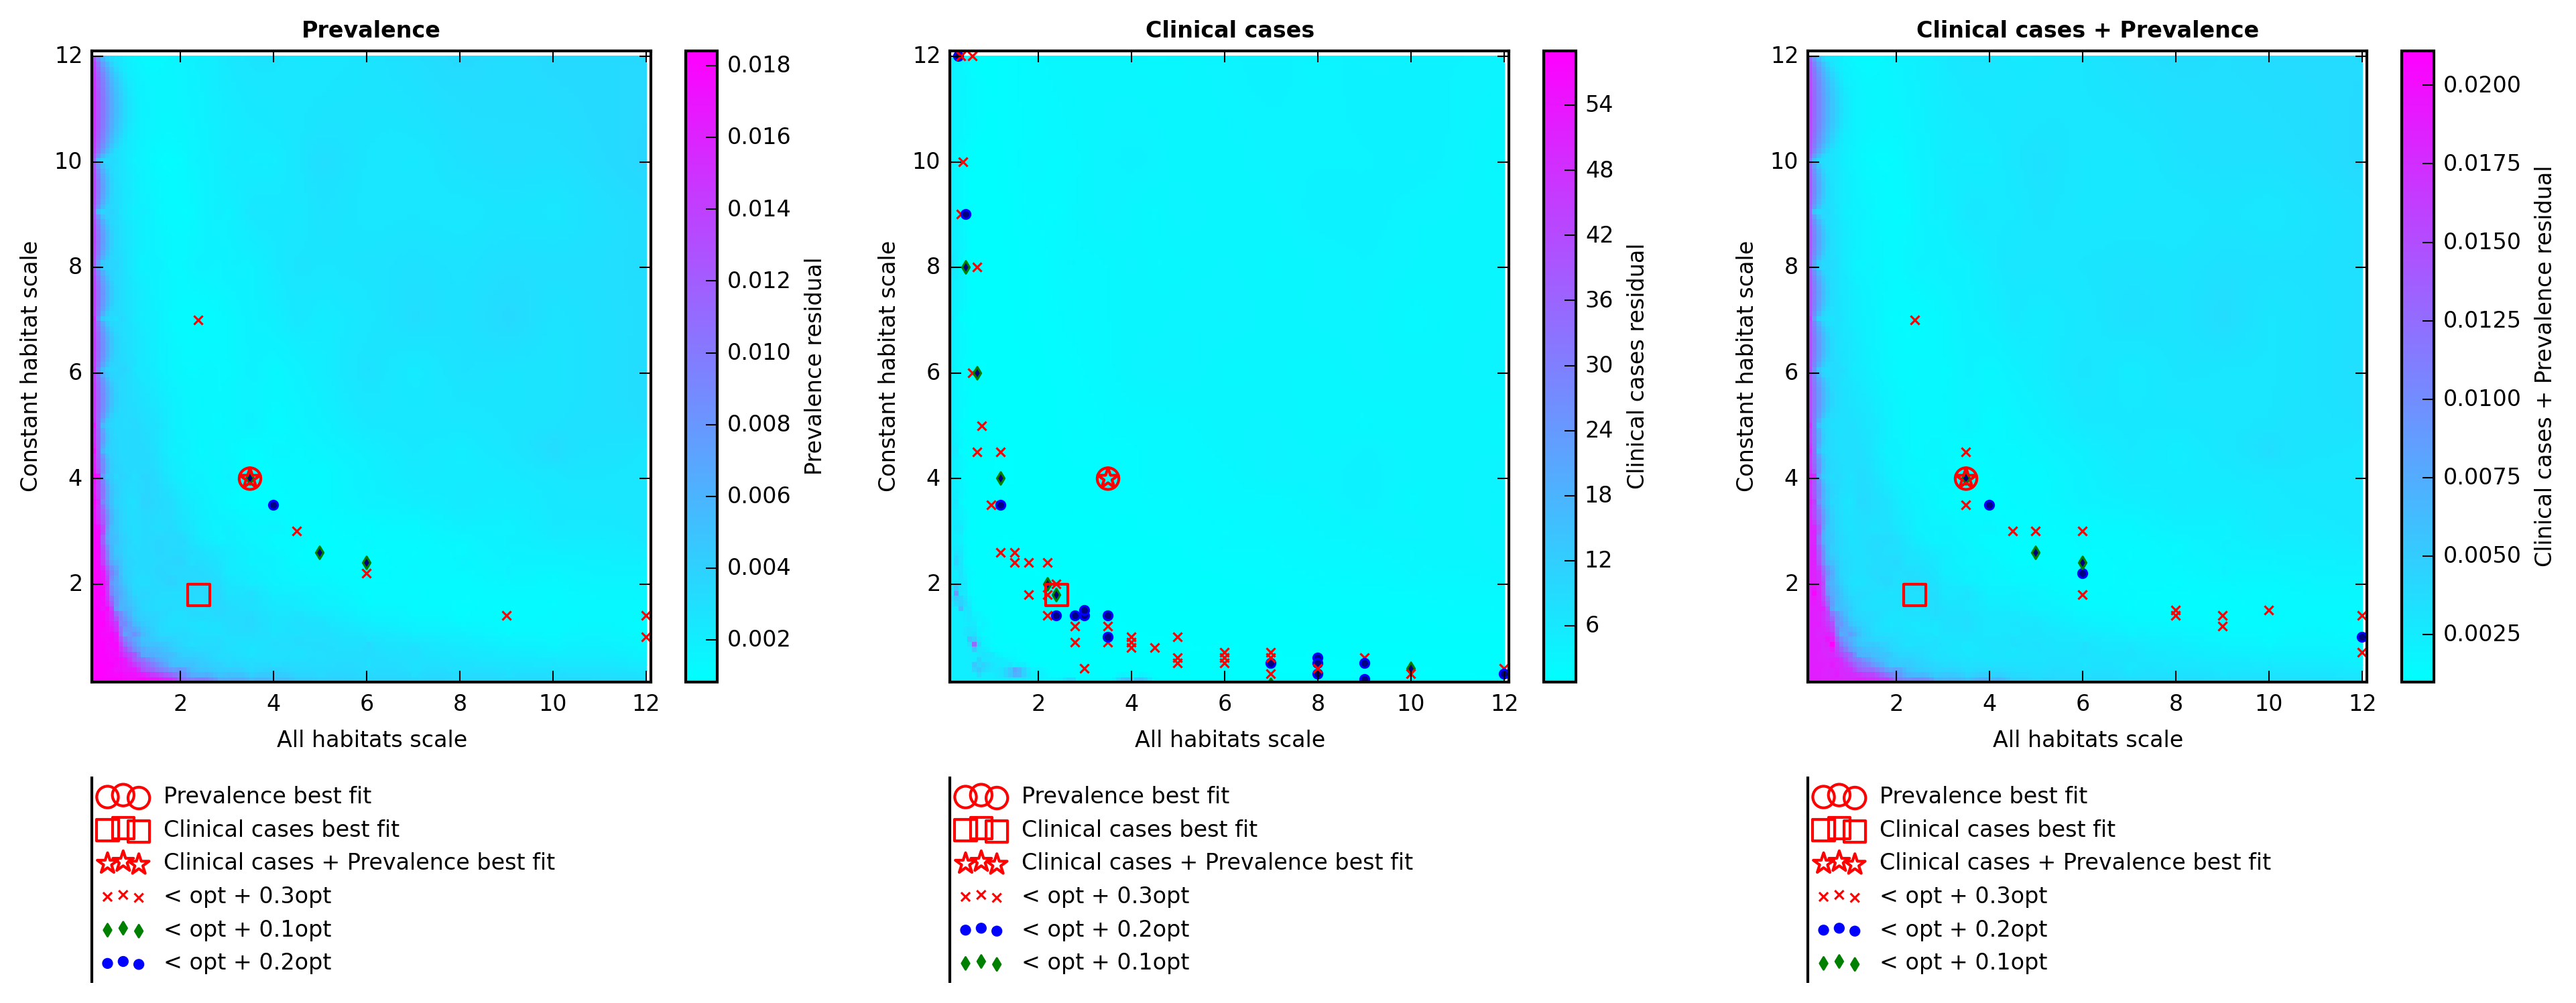 Prevalence
12
10
8
6
4
2
2 4 6 8 10 12
Constant habitat scale
All habitats scale
0.018
0.016
0.014
0.012
0.010
0.008
0.006
0.004
0.002
Prevalence residual
Prevalence best fit
Clinical cases best fit
Clinical cases + Prevalence best fit
< opt + 0.3opt
< opt + 0.1opt
< opt + 0.2opt
Clinical cases
12
10
8
6
4
2
2 4 6 8 10 12
Constant habitat scale
All habitats scale
54
48
42
36
30
24
18
12
6
Clinical cases residual
Prevalence best fit
Clinical cases best fit
Clinical cases + Prevalence best fit
< opt + 0.3opt
< opt + 0.2opt
< opt + 0.1opt
Clinical cases + Prevalence
12
10
8
6
4
2
2 4 6 8 10 12
Constant habitat scale
All habitats scale
0.0200
0.0175
0.0150
0.0125
0.0100
0.0075
0.0050
0.0025
Clinical cases + Prevalence residual
Prevalence best fit
Clinical cases best fit
Clinical cases + Prevalence best fit
< opt + 0.3opt
< opt + 0.2opt
< opt + 0.1opt